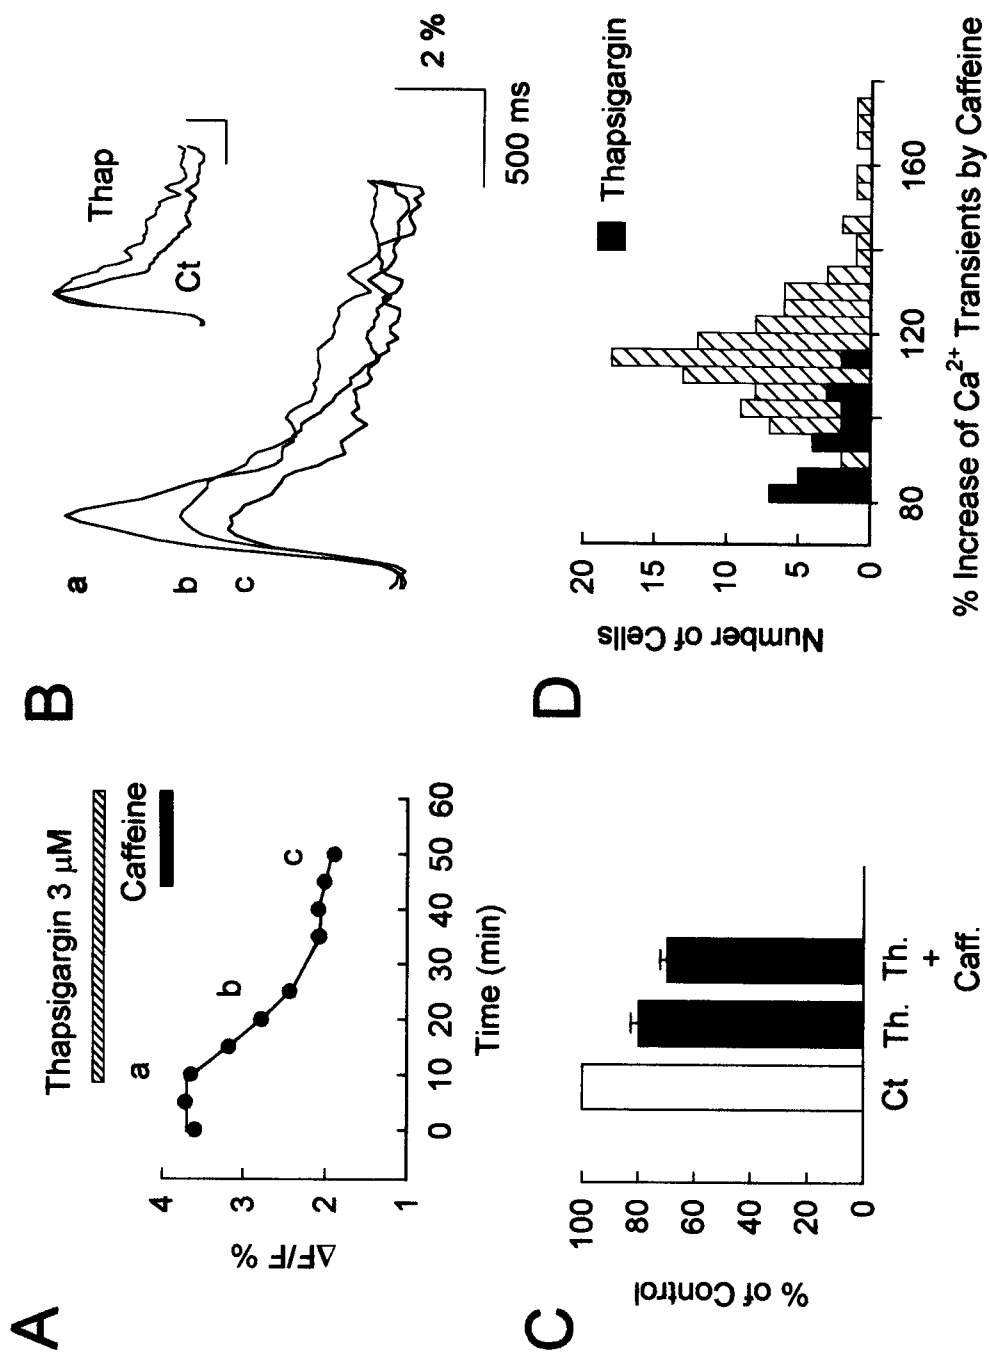 A
Thapsigargin 3 μM
Caffeine
a
b
c
4
3
2
1
ΔF/F %
0 10 20 30 40 50 60
Time (min)
B
a
b
c
Thap
Ct
2 %
500 ms
C
100
80
60
40
20
0
% of Control
Ct Th. Th.
+
Caff.
D
Thapsigargin
20
15
10
5
0
Number of Cells
80 120 160
% Increase of Ca²⁺ Transients by Caffeine